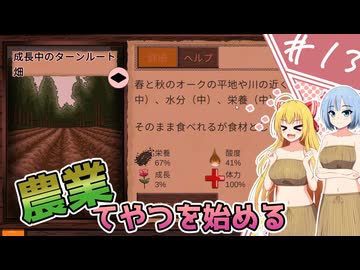 #13
成長中のターンルート
畑
詳細 ヘルプ
春と秋のオークの平地や川の近く
中）、水分（中）、栄養（中
そのまま食べれるが食材と
栄養
67%
酸度
41%
成長
3%
体力
100%
農業
てやつを始める